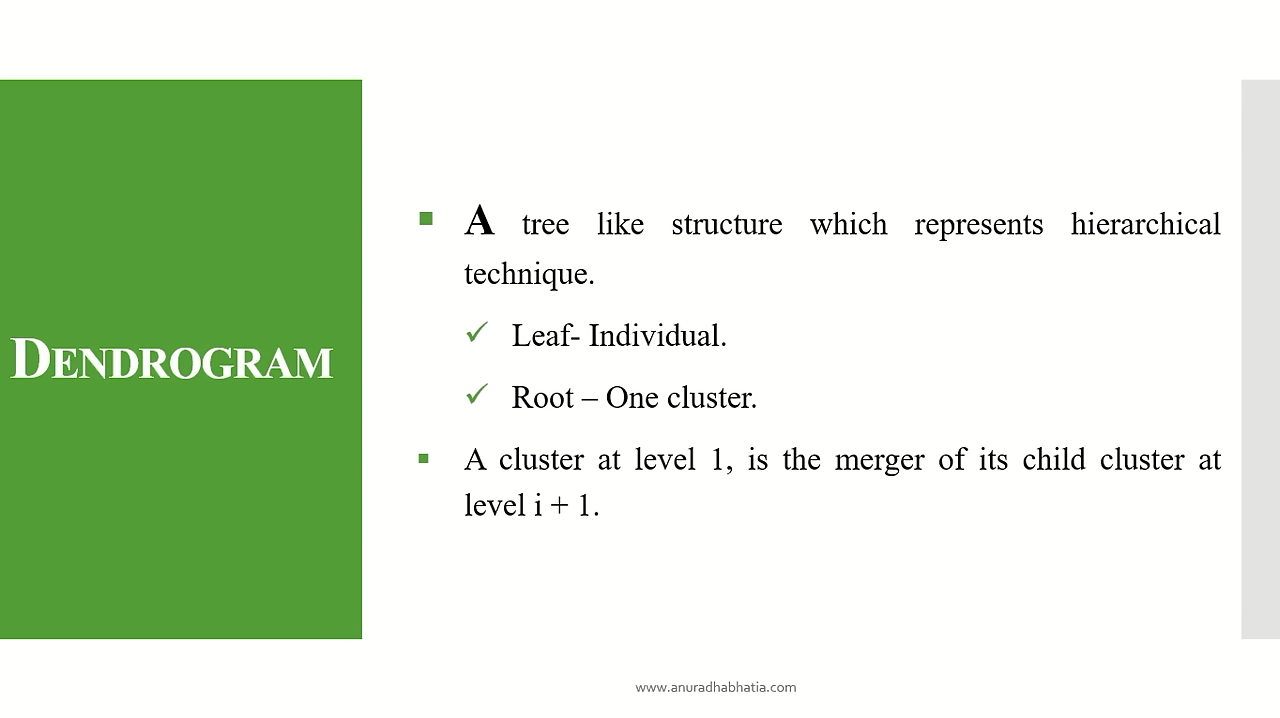 DENDROGRAM
A tree like structure which represents hierarchical
technique.
Leaf- Individual.
Root – One cluster.
A cluster at level 1, is the merger of its child cluster at
level i + 1.
www.anuradhabhatia.com